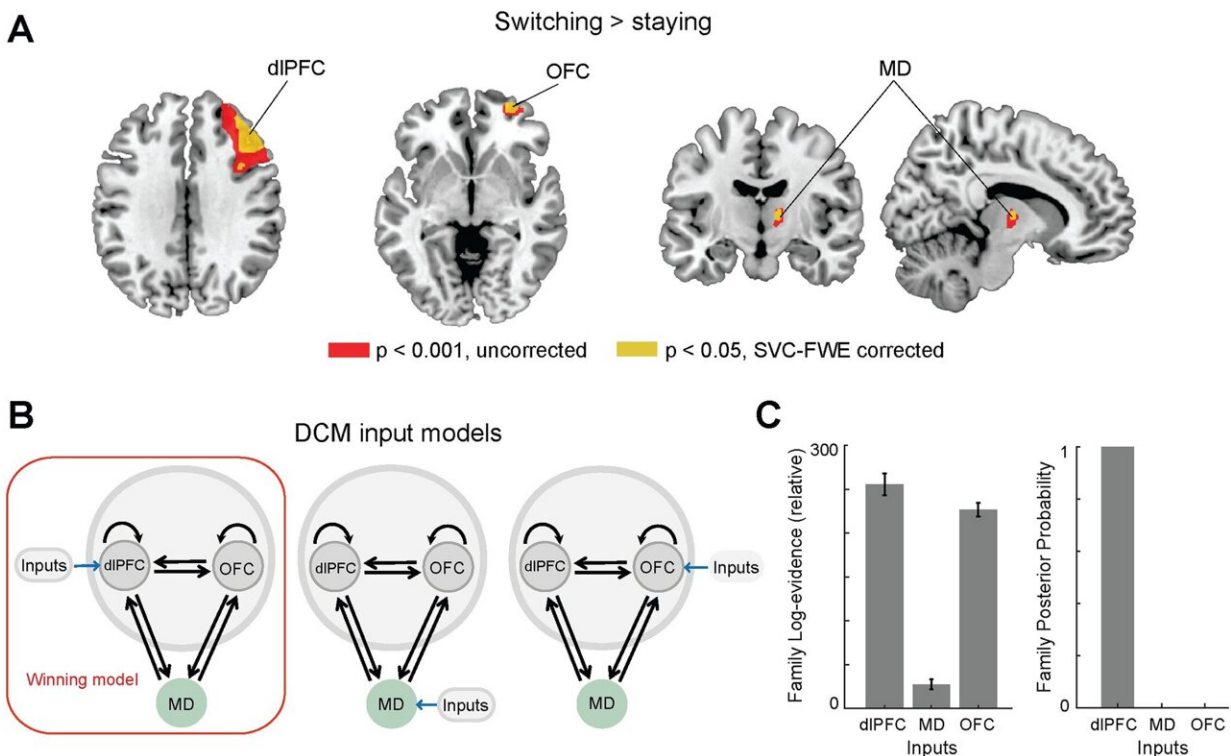 A
Switching > staying
dlPFC
OFC
MD
p < 0.001, uncorrected
p < 0.05, SVC-FWE corrected
B
DCM input models
Inputs
dlPFC
OFC
MD
Winning model
dlPFC
OFC
MD
Inputs
dlPFC
OFC
Inputs
MD
C
Family Log-evidence (relative)
300
0
dlPFC MD OFC
Inputs
Family Posterior Probability
1
0
dlPFC MD OFC
Inputs